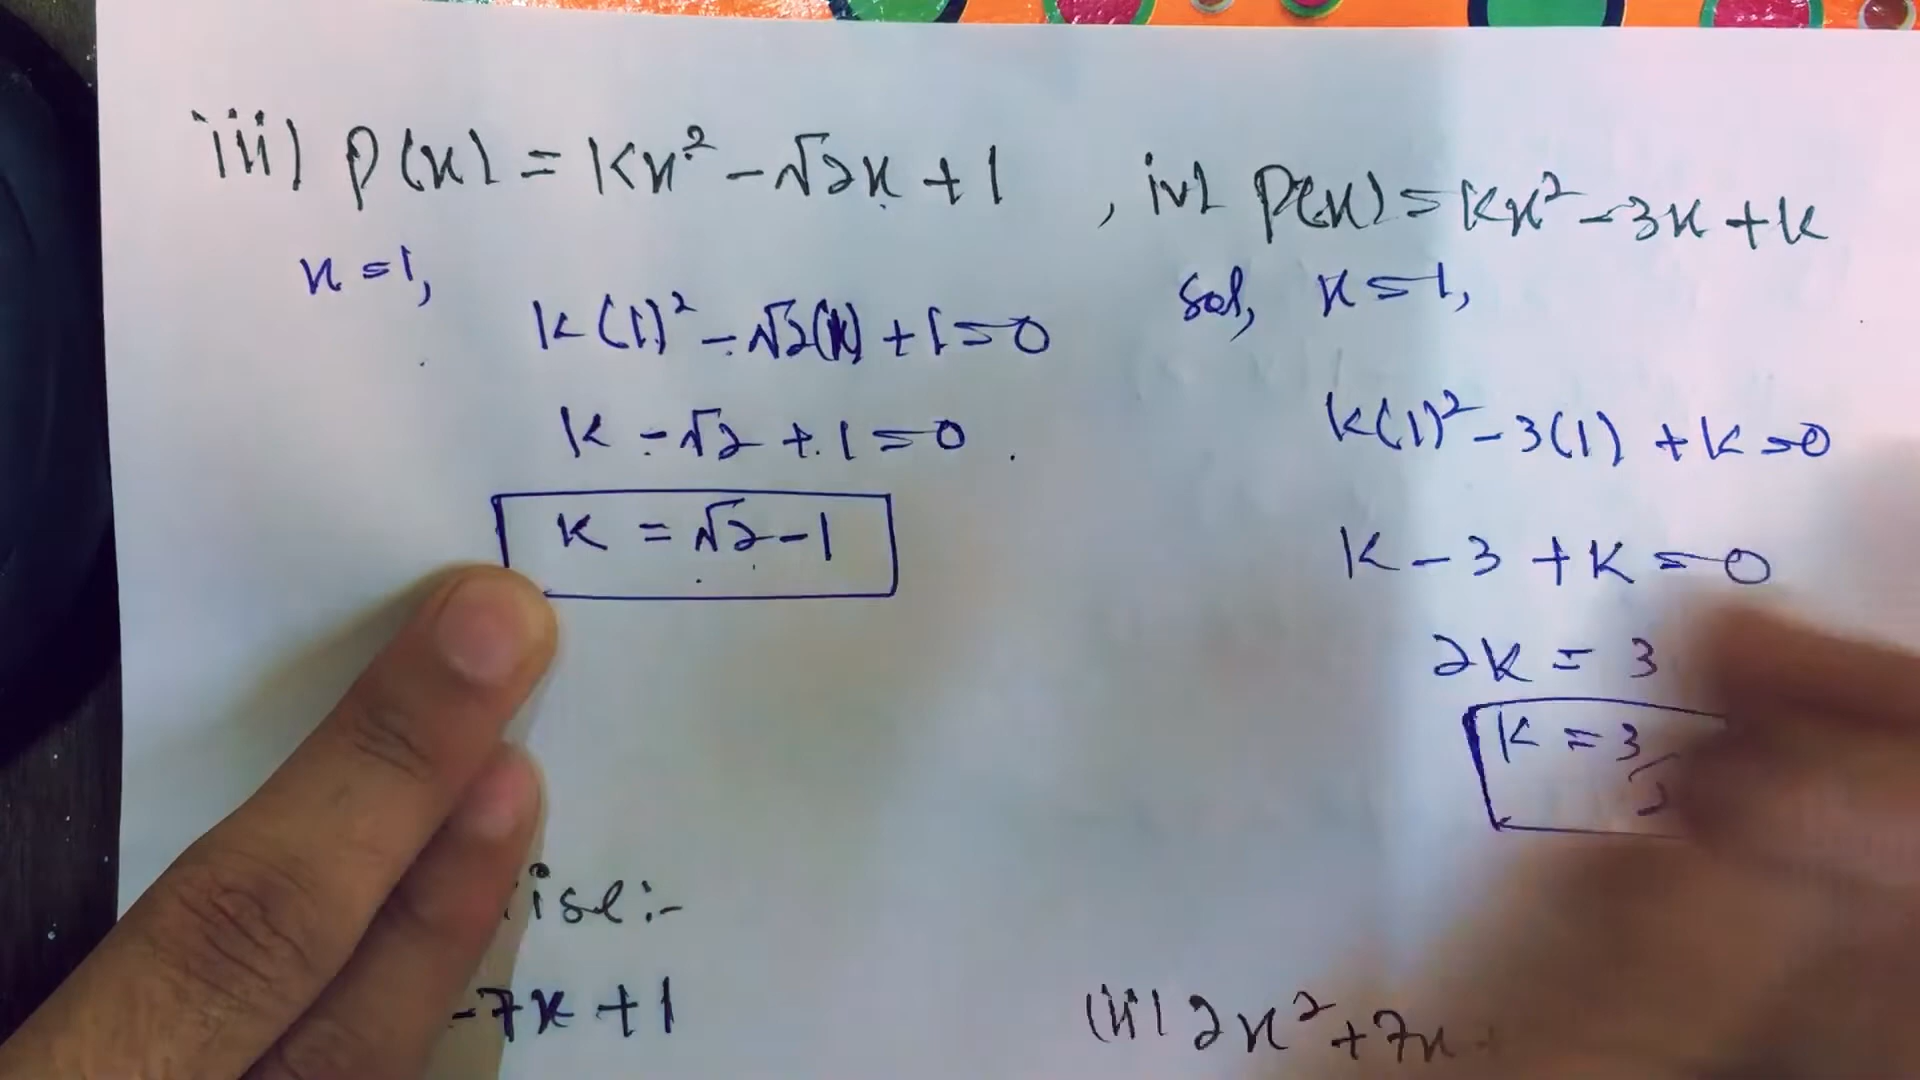 iii) P(x) = Kx² - √2x + 1
x = 1,
K(1)² - √2(1) + 1 = 0
K - √2 + 1 = 0
K = √2 - 1
, iv) P(x) = Kx² - 3x + K
Sol, x = 1,
K(1)² - 3(1) + K = 0
K - 3 + K = 0
2K = 3
K = 3/2
ise:-
-7x + 1
(ii) 2x² + 7x